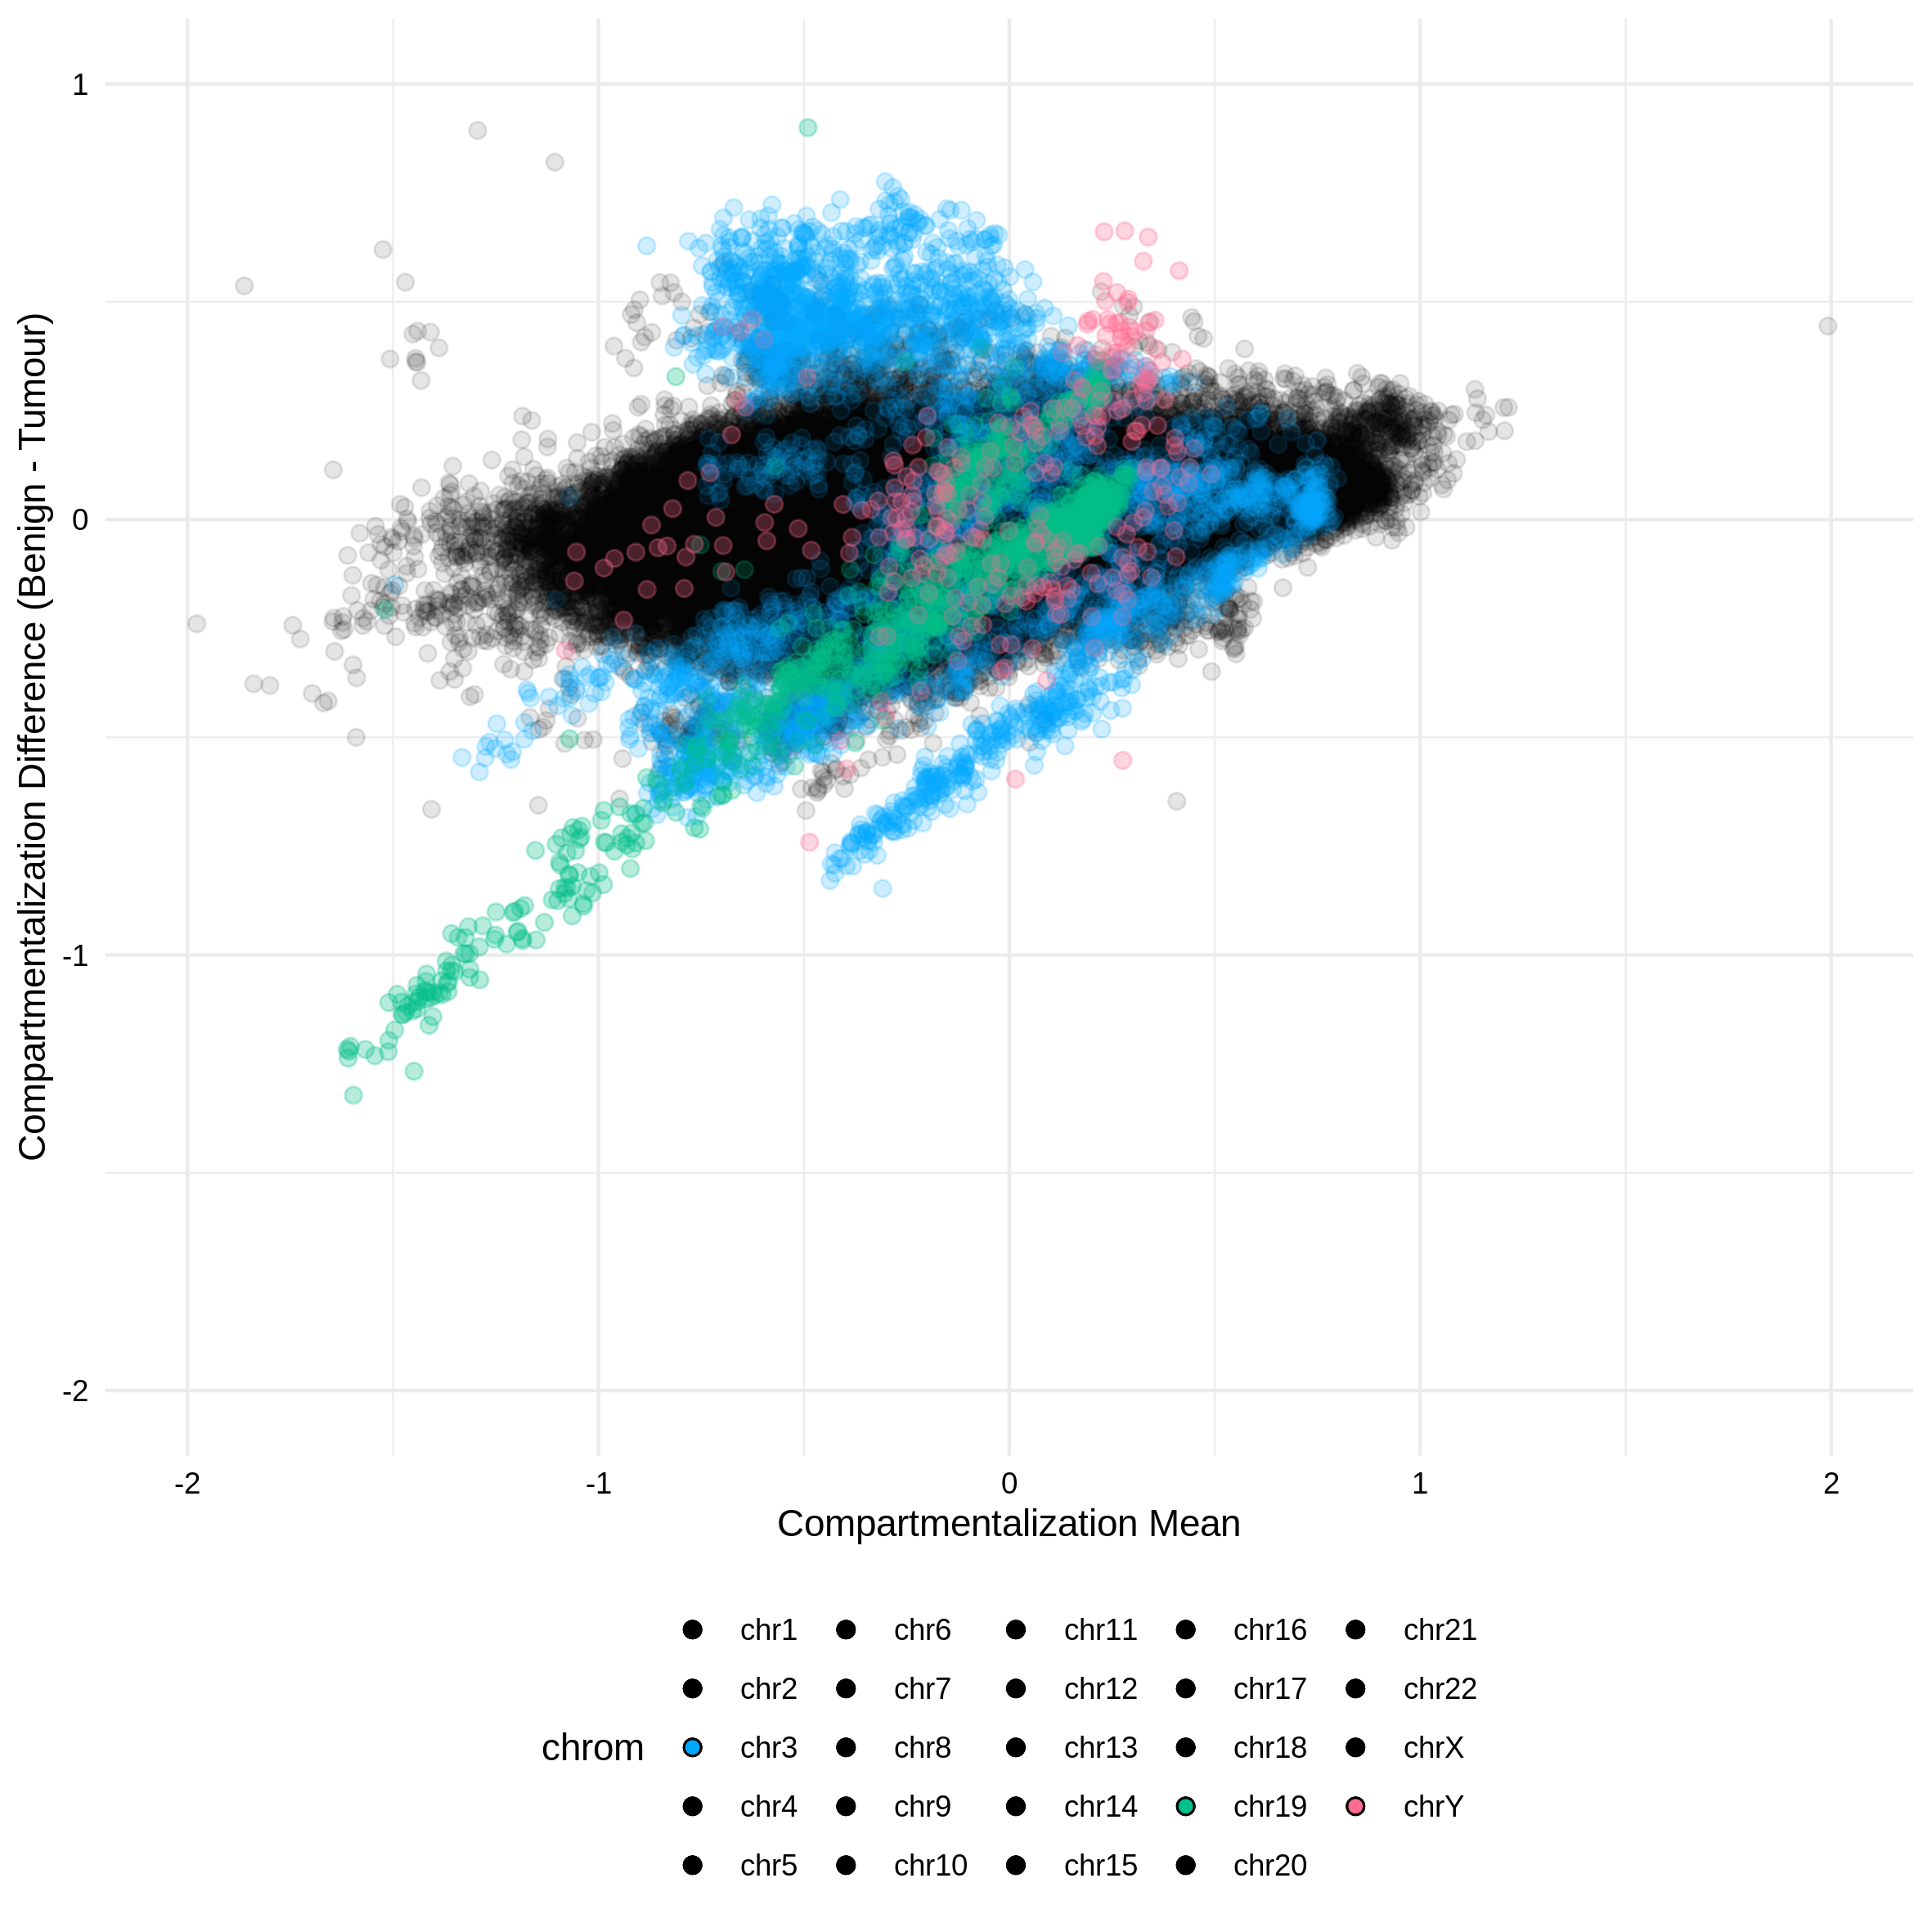 Compartmentalization Difference (Benign - Tumour)
1
0
-1
-2
-2 -1 0 1 2
Compartmentalization Mean
chrom
chr1 chr6 chr11 chr16 chr21
chr2 chr7 chr12 chr17 chr22
chr3 chr8 chr13 chr18 chrX
chr4 chr9 chr14 chr19 chrY
chr5 chr10 chr15 chr20